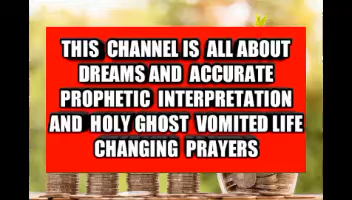 THIS CHANNEL IS ALL ABOUT
DREAMS AND ACCURATE
PROPHETIC INTERPRETATION
AND HOLY GHOST VOMITED LIFE
CHANGING PRAYERS